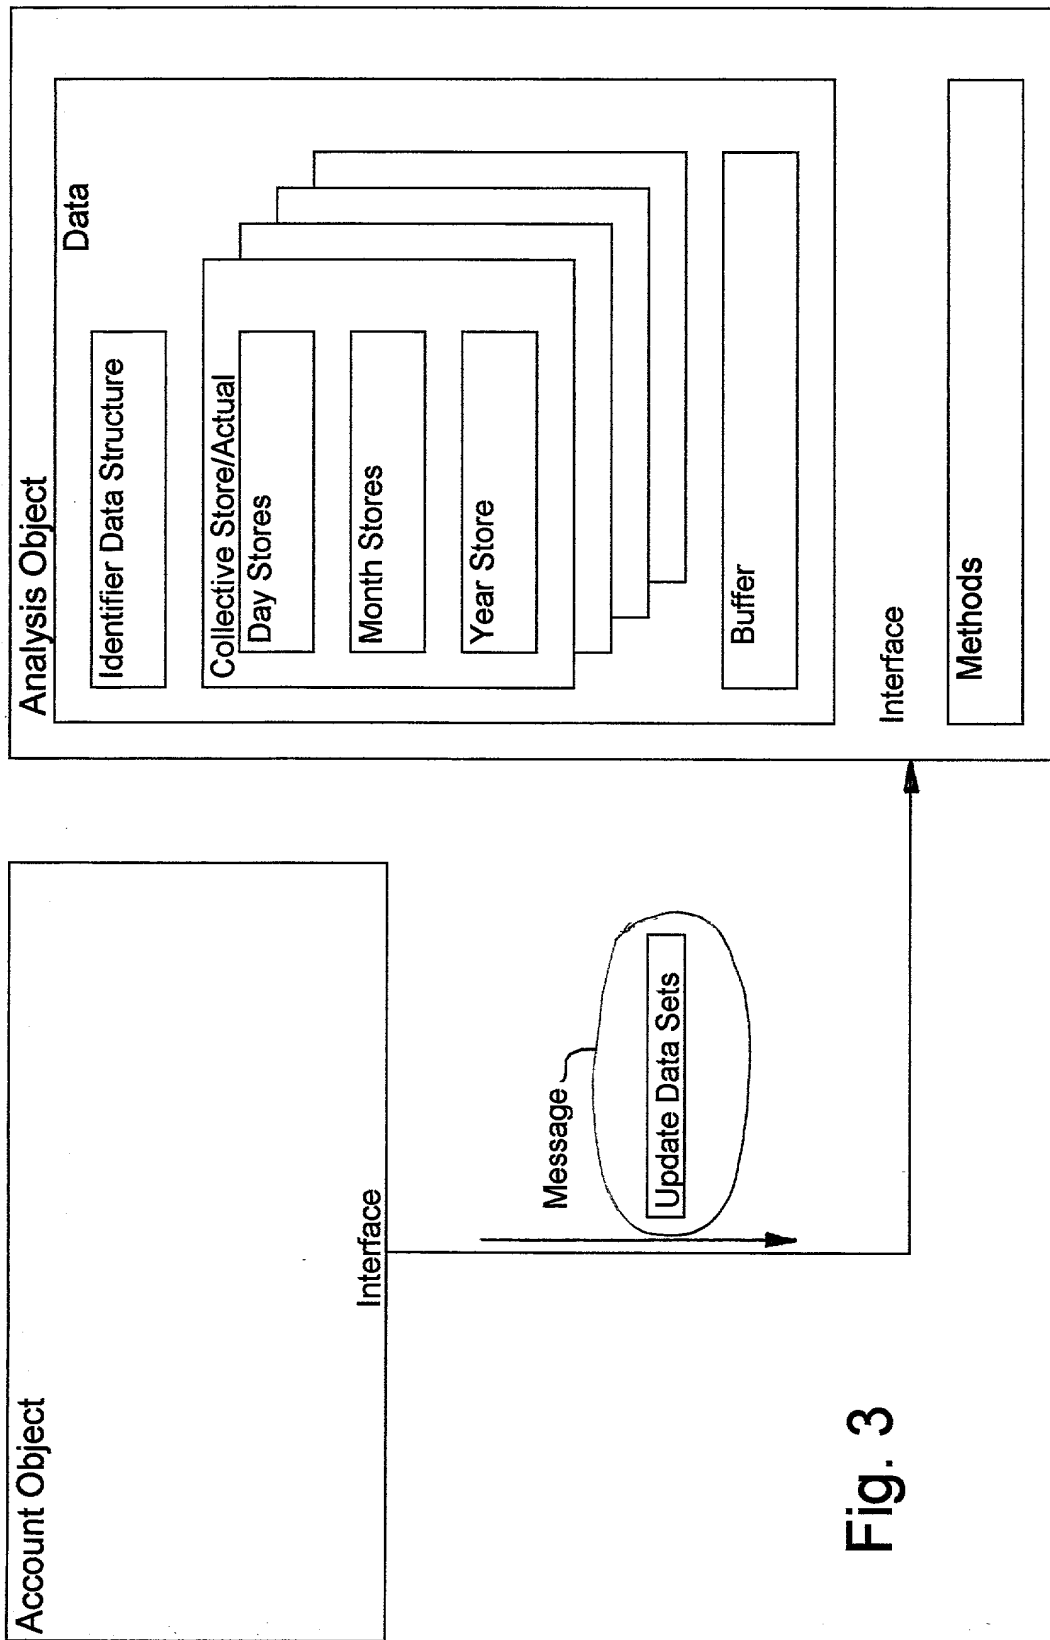 Account Object
Interface
Message
Update Data Sets
Analysis Object
Data
Identifier Data Structure
Collective Store/Actual
Day Stores
Month Stores
Year Store
Buffer
Interface
Methods
Fig. 3